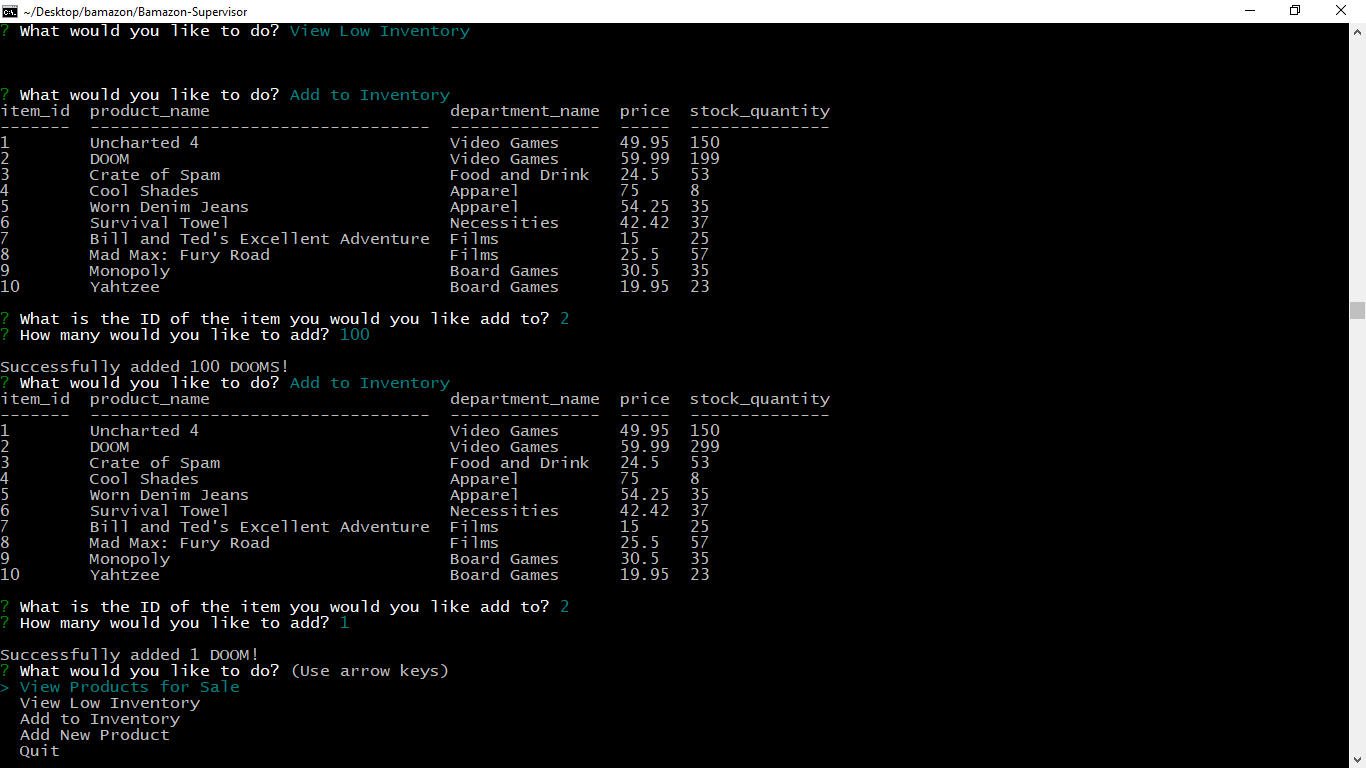 ~/Desktop/bamazon/Bamazon-Supervisor
? What would you like to do? View Low Inventory
? What would you like to do? Add to Inventory
item_id  product_name                        department_name  price  stock_quantity
-------  ----------------------------------  ---------------  -----  --------------
1        Uncharted 4                         Video Games      49.95  150
2        DOOM                                Video Games      59.99  199
3        Crate of Spam                       Food and Drink   24.5   53
4        Cool Shades                         Apparel          75     8
5        Worn Denim Jeans                    Apparel          54.25  35
6        Survival Towel                      Necessities      42.42  37
7        Bill and Ted's Excellent Adventure  Films            15     25
8        Mad Max: Fury Road                  Films            25.5   57
9        Monopoly                            Board Games      30.5   35
10       Yahtzee                             Board Games      19.95  23
? What is the ID of the item you would you like add to? 2
? How many would you like to add? 100
Successfully added 100 DOOMS!
? What would you like to do? Add to Inventory
item_id  product_name                        department_name  price  stock_quantity
-------  ----------------------------------  ---------------  -----  --------------
1        Uncharted 4                         Video Games      49.95  150
2        DOOM                                Video Games      59.99  299
3        Crate of Spam                       Food and Drink   24.5   53
4        Cool Shades                         Apparel          75     8
5        Worn Denim Jeans                    Apparel          54.25  35
6        Survival Towel                      Necessities      42.42  37
7        Bill and Ted's Excellent Adventure  Films            15     25
8        Mad Max: Fury Road                  Films            25.5   57
9        Monopoly                            Board Games      30.5   35
10       Yahtzee                             Board Games      19.95  23
? What is the ID of the item you would you like add to? 2
? How many would you like to add? 1
Successfully added 1 DOOM!
? What would you like to do? (Use arrow keys)
> View Products for Sale
  View Low Inventory
  Add to Inventory
  Add New Product
  Quit